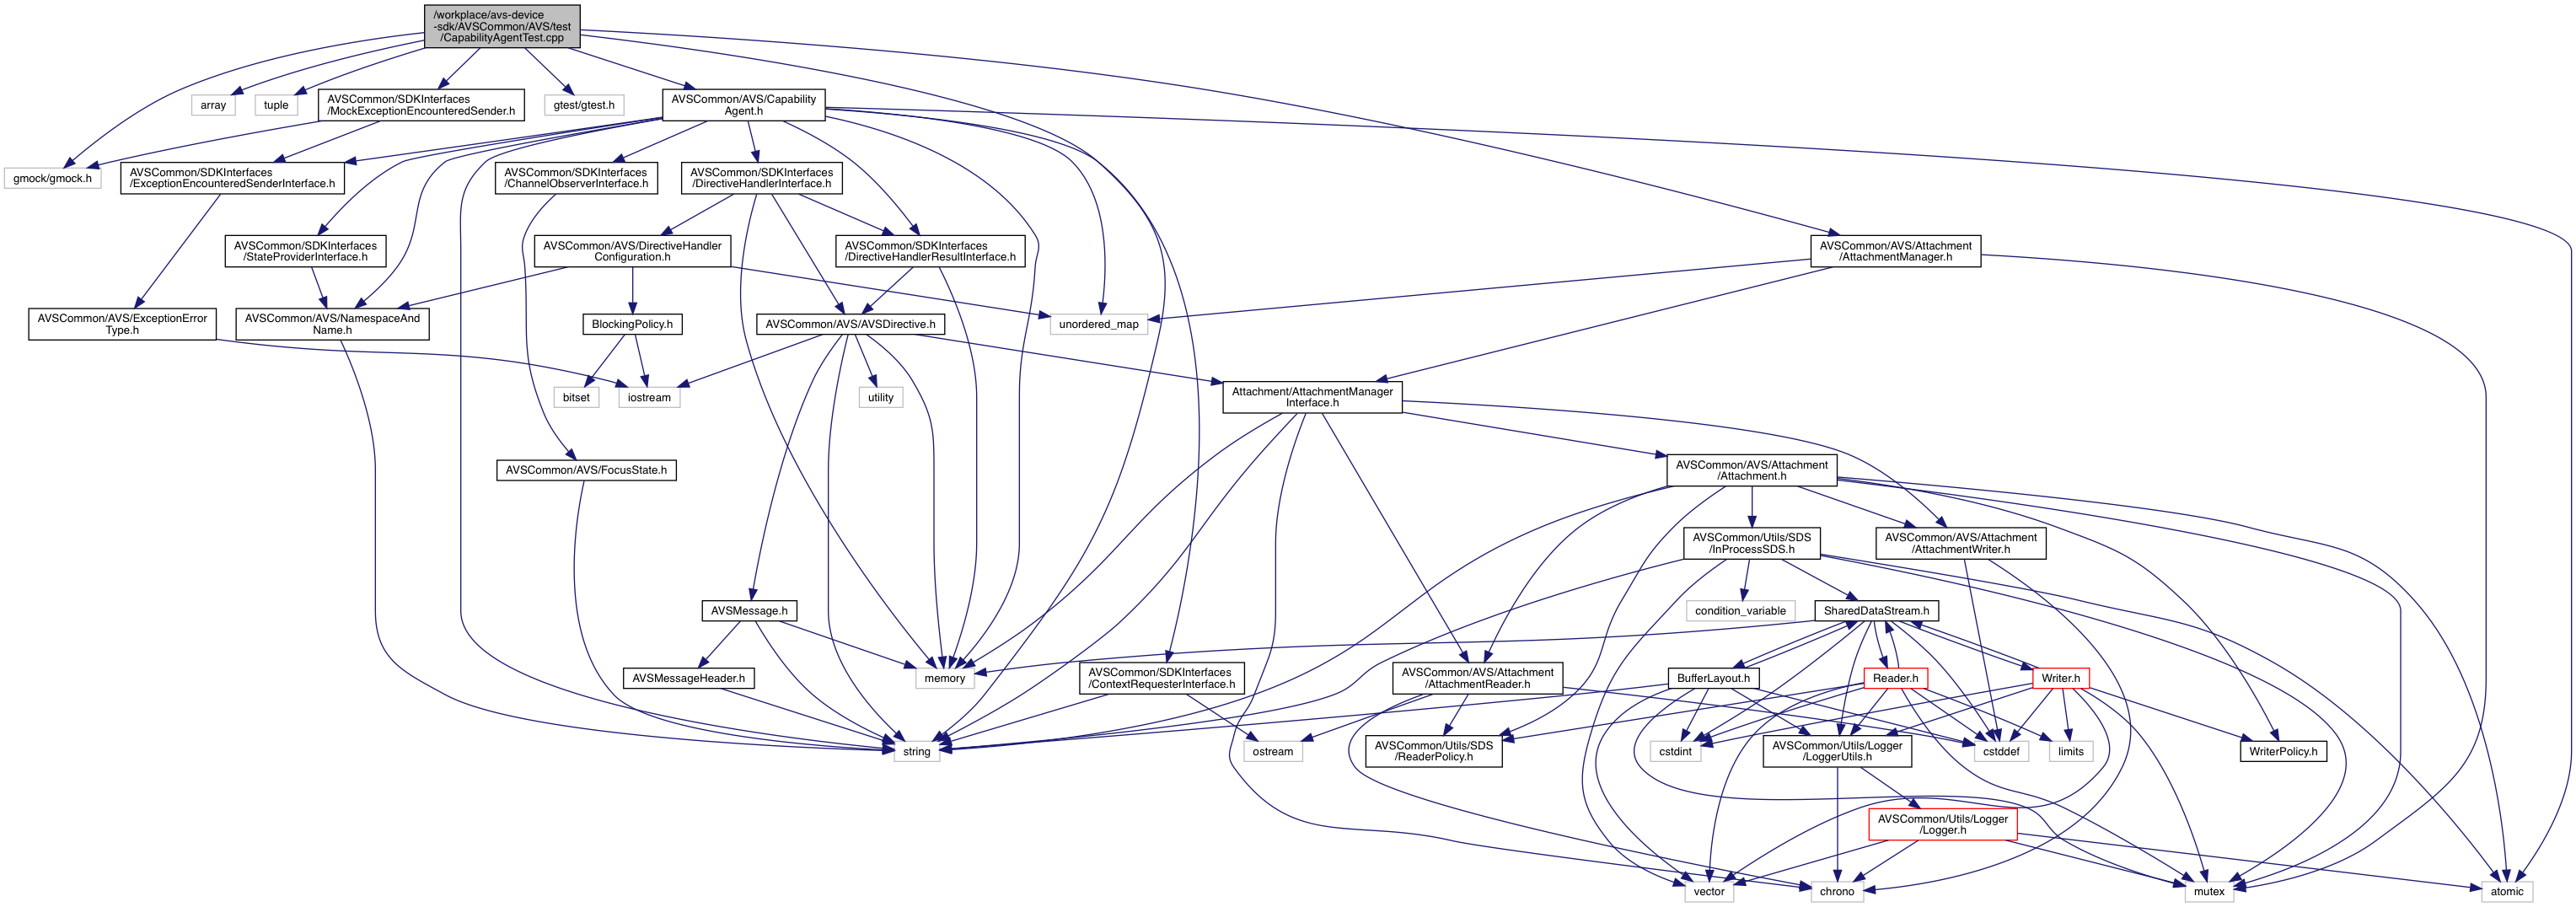 /workplace/avs-device
-sdk/AVSCommon/AVS/test
/CapabilityAgentTest.cpp
array
tuple
AVSCommon/SDKInterfaces
/MockExceptionEncounteredSender.h
gtest/gtest.h
AVSCommon/AVS/Capability
Agent.h
gmock/gmock.h
AVSCommon/SDKInterfaces
/ExceptionEncounteredSenderInterface.h
AVSCommon/SDKInterfaces
/ChannelObserverInterface.h
AVSCommon/SDKInterfaces
/DirectiveHandlerInterface.h
AVSCommon/SDKInterfaces
/StateProviderInterface.h
AVSCommon/AVS/DirectiveHandler
Configuration.h
AVSCommon/SDKInterfaces
/DirectiveHandlerResultInterface.h
AVSCommon/AVS/Attachment
/AttachmentManager.h
AVSCommon/AVS/ExceptionError
Type.h
AVSCommon/AVS/NamespaceAnd
Name.h
BlockingPolicy.h
AVSCommon/AVS/AVSDirective.h
unordered_map
bitset
iostream
utility
Attachment/AttachmentManager
Interface.h
AVSCommon/AVS/FocusState.h
AVSCommon/AVS/Attachment
/Attachment.h
AVSCommon/Utils/SDS
/InProcessSDS.h
AVSCommon/AVS/Attachment
/AttachmentWriter.h
AVSMessage.h
condition_variable
SharedDataStream.h
AVSMessageHeader.h
memory
AVSCommon/SDKInterfaces
/ContextRequesterInterface.h
AVSCommon/AVS/Attachment
/AttachmentReader.h
BufferLayout.h
Reader.h
Writer.h
string
ostream
AVSCommon/Utils/SDS
/ReaderPolicy.h
cstdint
AVSCommon/Utils/Logger
/LoggerUtils.h
cstddef
limits
WriterPolicy.h
AVSCommon/Utils/Logger
/Logger.h
vector
chrono
mutex
atomic